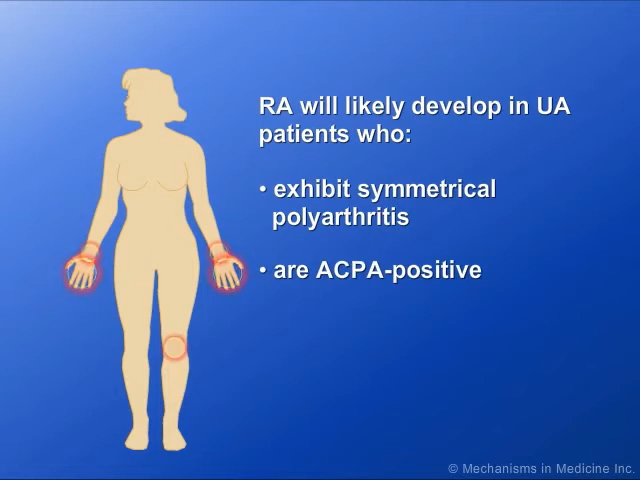 RA will likely develop in UA
patients who:
• exhibit symmetrical
polyarthritis
• are ACPA-positive
© Mechanisms in Medicine Inc.